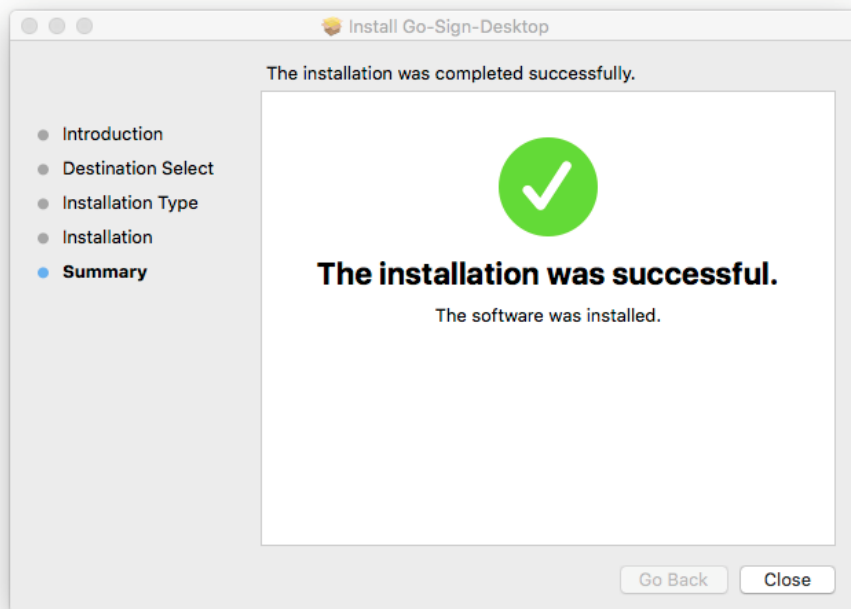 Install Go-Sign-Desktop
The installation was completed successfully.
Introduction
Destination Select
Installation Type
Installation
Summary
The installation was successful.
The software was installed.
Go Back
Close